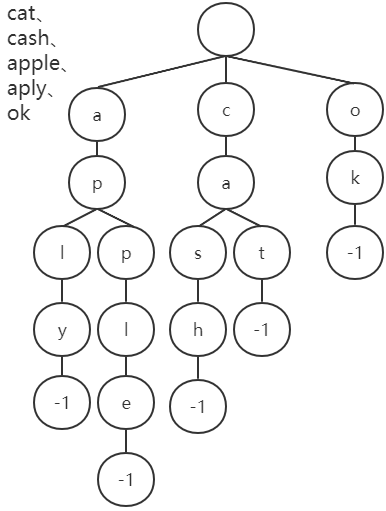 cat、
cash、
apple、
aply、
ok
a c o
p a k
l p s t -1
y l h -1
-1 e -1
-1